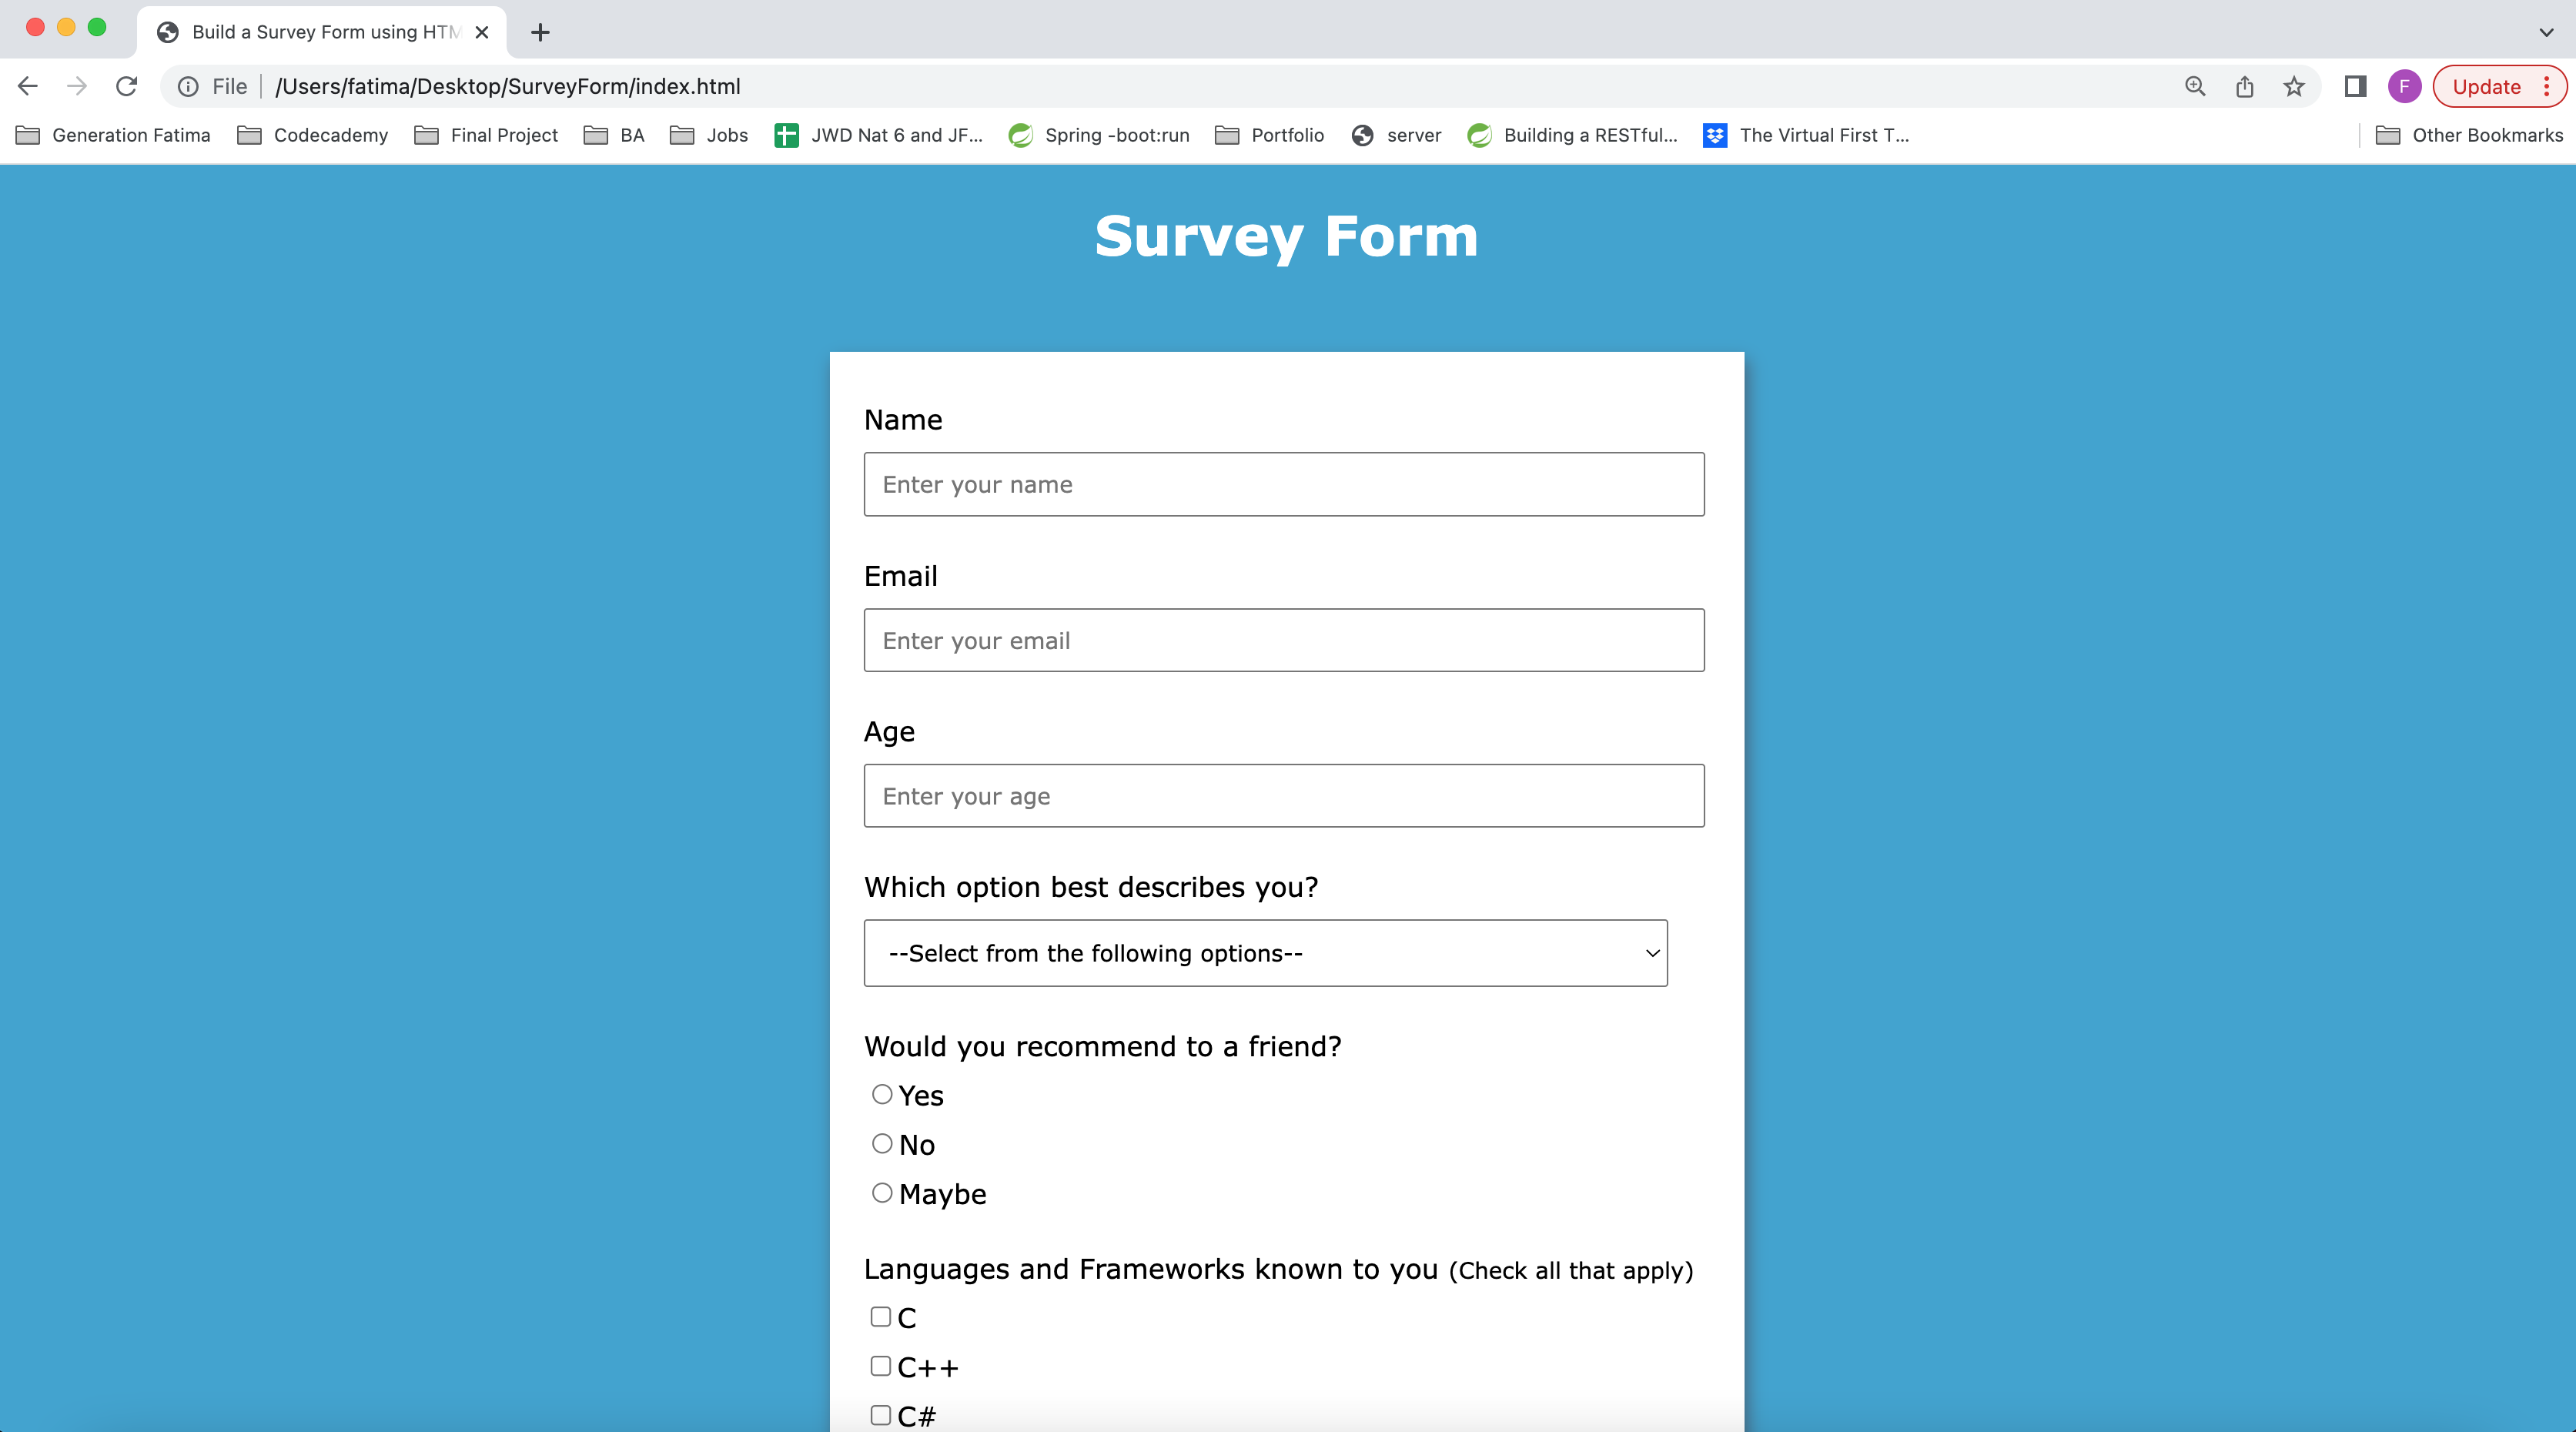 Build a Survey Form using HTM
File
/Users/fatima/Desktop/SurveyForm/index.html
F
Update
Generation Fatima
Codecademy
Final Project
BA
Jobs
JWD Nat 6 and JF...
Spring -boot:run
Portfolio
server
Building a RESTful...
The Virtual First T...
Other Bookmarks
Survey Form
Name
Enter your name
Email
Enter your email
Age
Enter your age
Which option best describes you?
--Select from the following options--
Would you recommend to a friend?
Yes
No
Maybe
Languages and Frameworks known to you (Check all that apply)
C
C++
C#